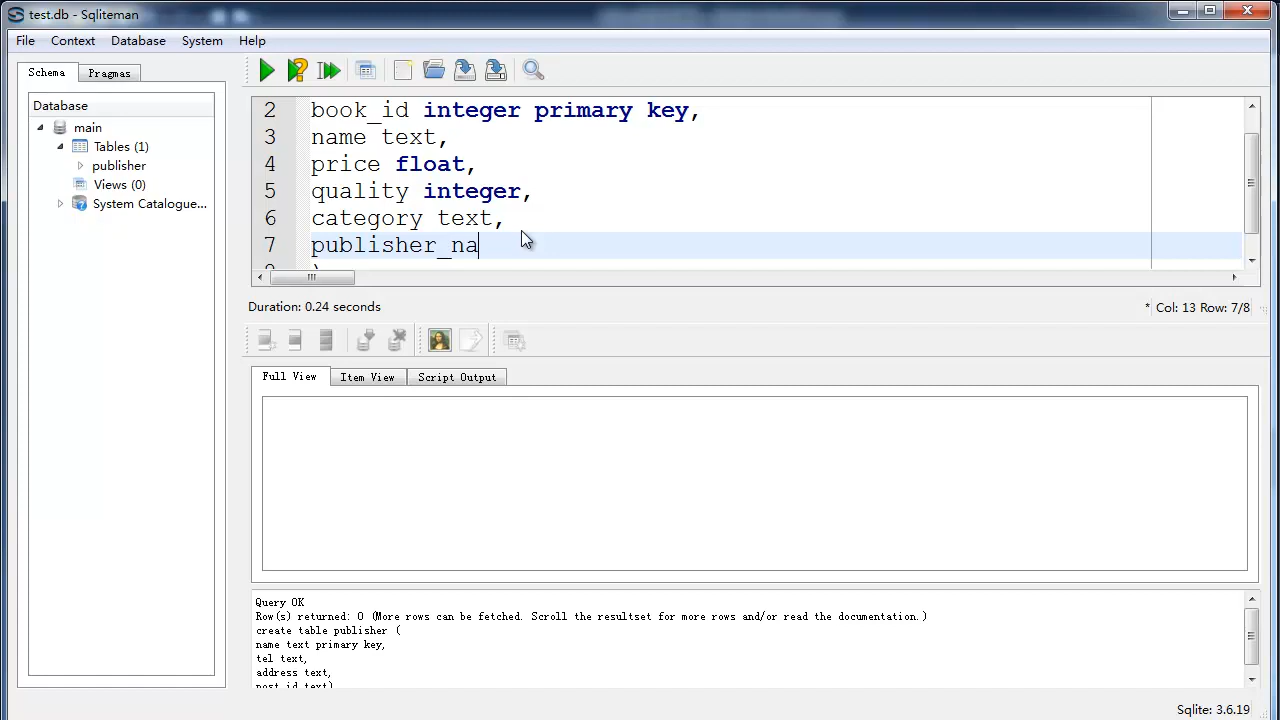 test.db - Sqliteman
File Context Database System Help
Schema Pragmas
Database
main
Tables (1)
publisher
Views (0)
System Catalogue...
2 book_id integer primary key,
3 name text,
4 price float,
5 quality integer,
6 category text,
7 publisher_na
Duration: 0.24 seconds
* Col: 13 Row: 7/8
Full View Item View Script Output
Query OK
Row(s) returned: 0 (More rows can be fetched. Scroll the resultset for more rows and/or read the documentation.)
create table publisher (
name text primary key,
tel text,
address text,
post_id text)
Sqlite: 3.6.19